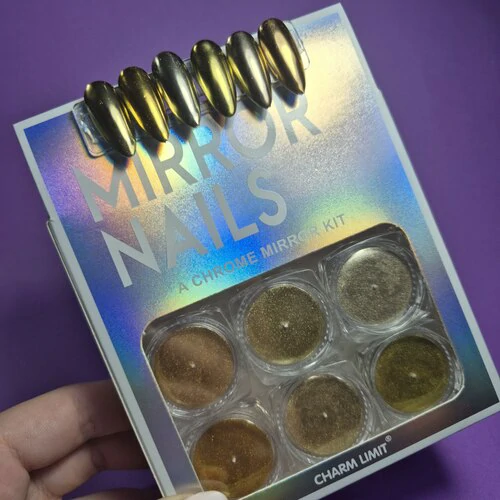 MIRROR
NAILS
A CHROME MIRROR KIT
CHARM LIMIT®